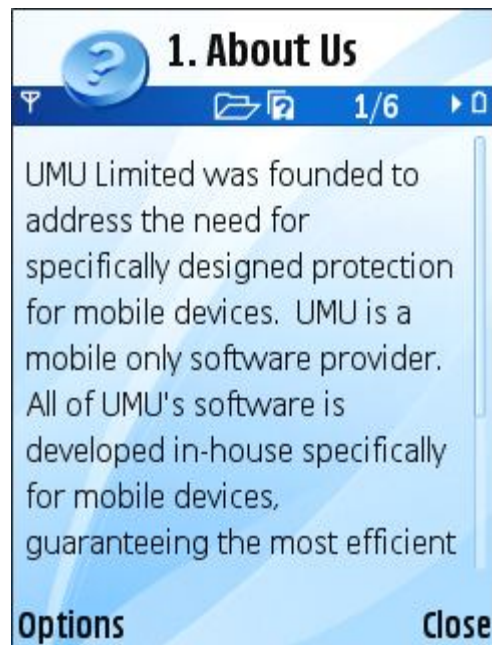 1. About Us
1/6
UMU Limited was founded to
address the need for
specifically designed protection
for mobile devices.  UMU is a
mobile only software provider.
All of UMU's software is
developed in-house specifically
for mobile devices,
guaranteeing the most efficient
Options Close